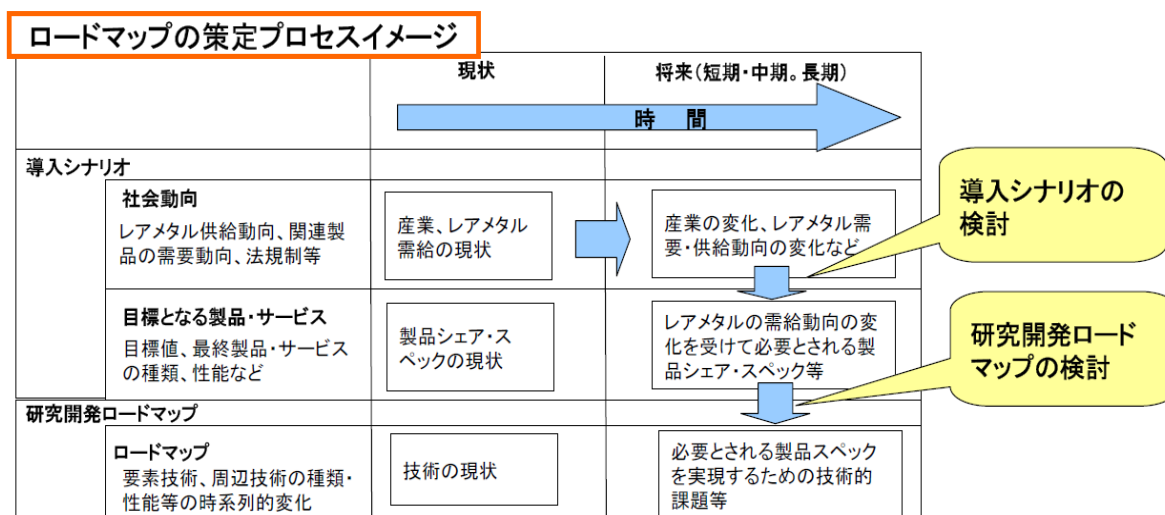 ロードマップの策定プロセスイメージ
現状
将来(短期・中期。長期)
時　間
導入シナリオ
社会動向
レアメタル供給動向、関連製
品の需要動向、法規制等
産業、レアメタル
需給の現状
産業の変化、レアメタル需
要・供給動向の変化など
導入シナリオの
検討
目標となる製品・サービス
目標値、最終製品・サービス
の種類、性能など
製品シェア・ス
ペックの現状
レアメタルの需給動向の変
化を受けて必要とされる製
品シェア・スペック等
研究開発ロード
マップの検討
研究開発ロードマップ
ロードマップ
要素技術、周辺技術の種類・
性能等の時系列的変化
技術の現状
必要とされる製品スペック
を実現するための技術的
課題等